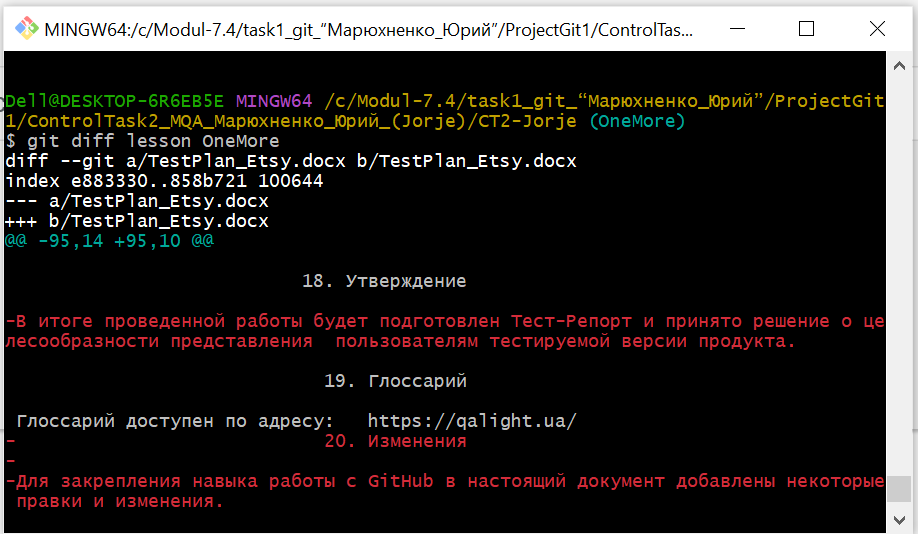 MINGW64:/c/Modul-7.4/task1_git_“Марюхненко_Юрий”/ProjectGit1/ControlTas...
Dell@DESKTOP-6R6EB5E MINGW64 /c/Modul-7.4/task1_git_“Марюхненко_Юрий”/ProjectGit
1/ControlTask2_MQA_Марюхненко_Юрий_(Jorje)/CT2-Jorje (OneMore)
$ git diff lesson OneMore
diff --git a/TestPlan_Etsy.docx b/TestPlan_Etsy.docx
index e883330..858b721 100644
--- a/TestPlan_Etsy.docx
+++ b/TestPlan_Etsy.docx
@@ -95,14 +95,10 @@
18. Утверждение
-В итоге проведенной работы будет подготовлен Тест-Репорт и принято решение о це
лесообразности представления  пользователям тестируемой версии продукта.
19. Глоссарий
Глоссарий доступен по адресу:   https://qalight.ua/
-                            20. Изменения
-
-Для закрепления навыка работы с GitHub в настоящий документ добавлены некоторые
правки и изменения.